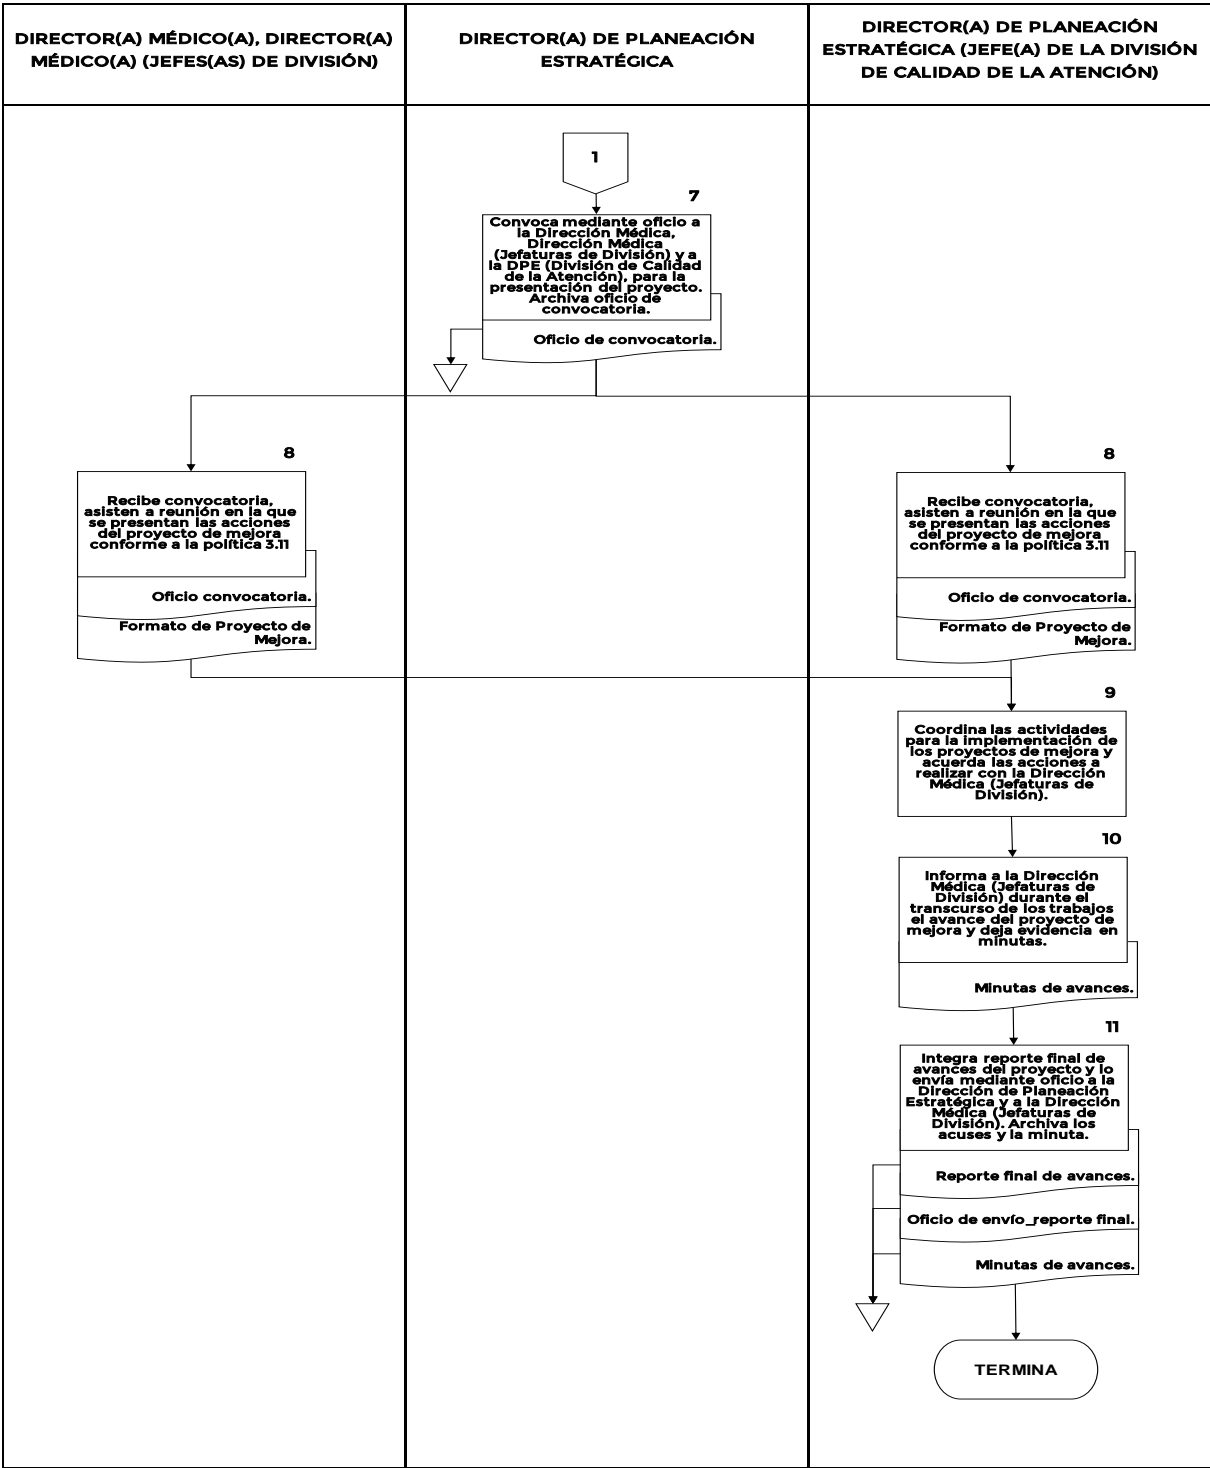 DIRECTOR(A) MÉDICO(A), DIRECTOR(A)
MÉDICO(A) (JEFES(AS) DE DIVISIÓN)
DIRECTOR(A) DE PLANEACIÓN
ESTRATÉGICA
DIRECTOR(A) DE PLANEACIÓN
ESTRATÉGICA (JEFE(A) DE LA DIVISIÓN
DE CALIDAD DE LA ATENCIÓN)
1
7
Convoca mediante oficio a
la Dirección Médica,
Dirección Médica
(Jefaturas de División) y a
la DPE (División de Calidad
de la Atención), para la
presentación del proyecto.
Archiva oficio de
convocatoria.
Oficio de convocatoria.
8
Recibe convocatoria,
asisten a reunión en la que
se presentan las acciones
del proyecto de mejora
conforme a la política 3.11
Oficio convocatoria.
Formato de Proyecto de
Mejora.
8
Recibe convocatoria,
asisten a reunión en la que
se presentan las acciones
del proyecto de mejora
conforme a la política 3.11
Oficio de convocatoria.
Formato de Proyecto de
Mejora.
9
Coordina las actividades
para la implementación de
los proyectos de mejora y
acuerda las acciones a
realizar con la Dirección
Médica (Jefaturas de
División).
10
Informa a la Dirección
Médica (Jefaturas de
División) durante el
transcurso de los trabajos
el avance del proyecto de
mejora y deja evidencia en
minutas.
Minutas de avances.
11
Integra reporte final de
avances del proyecto y lo
envía mediante oficio a la
Dirección de Planeación
Estratégica y a la Dirección
Médica (Jefaturas de
División). Archiva los
acuses y la minuta.
Reporte final de avances.
Oficio de envío_reporte final.
Minutas de avances.
TERMINA